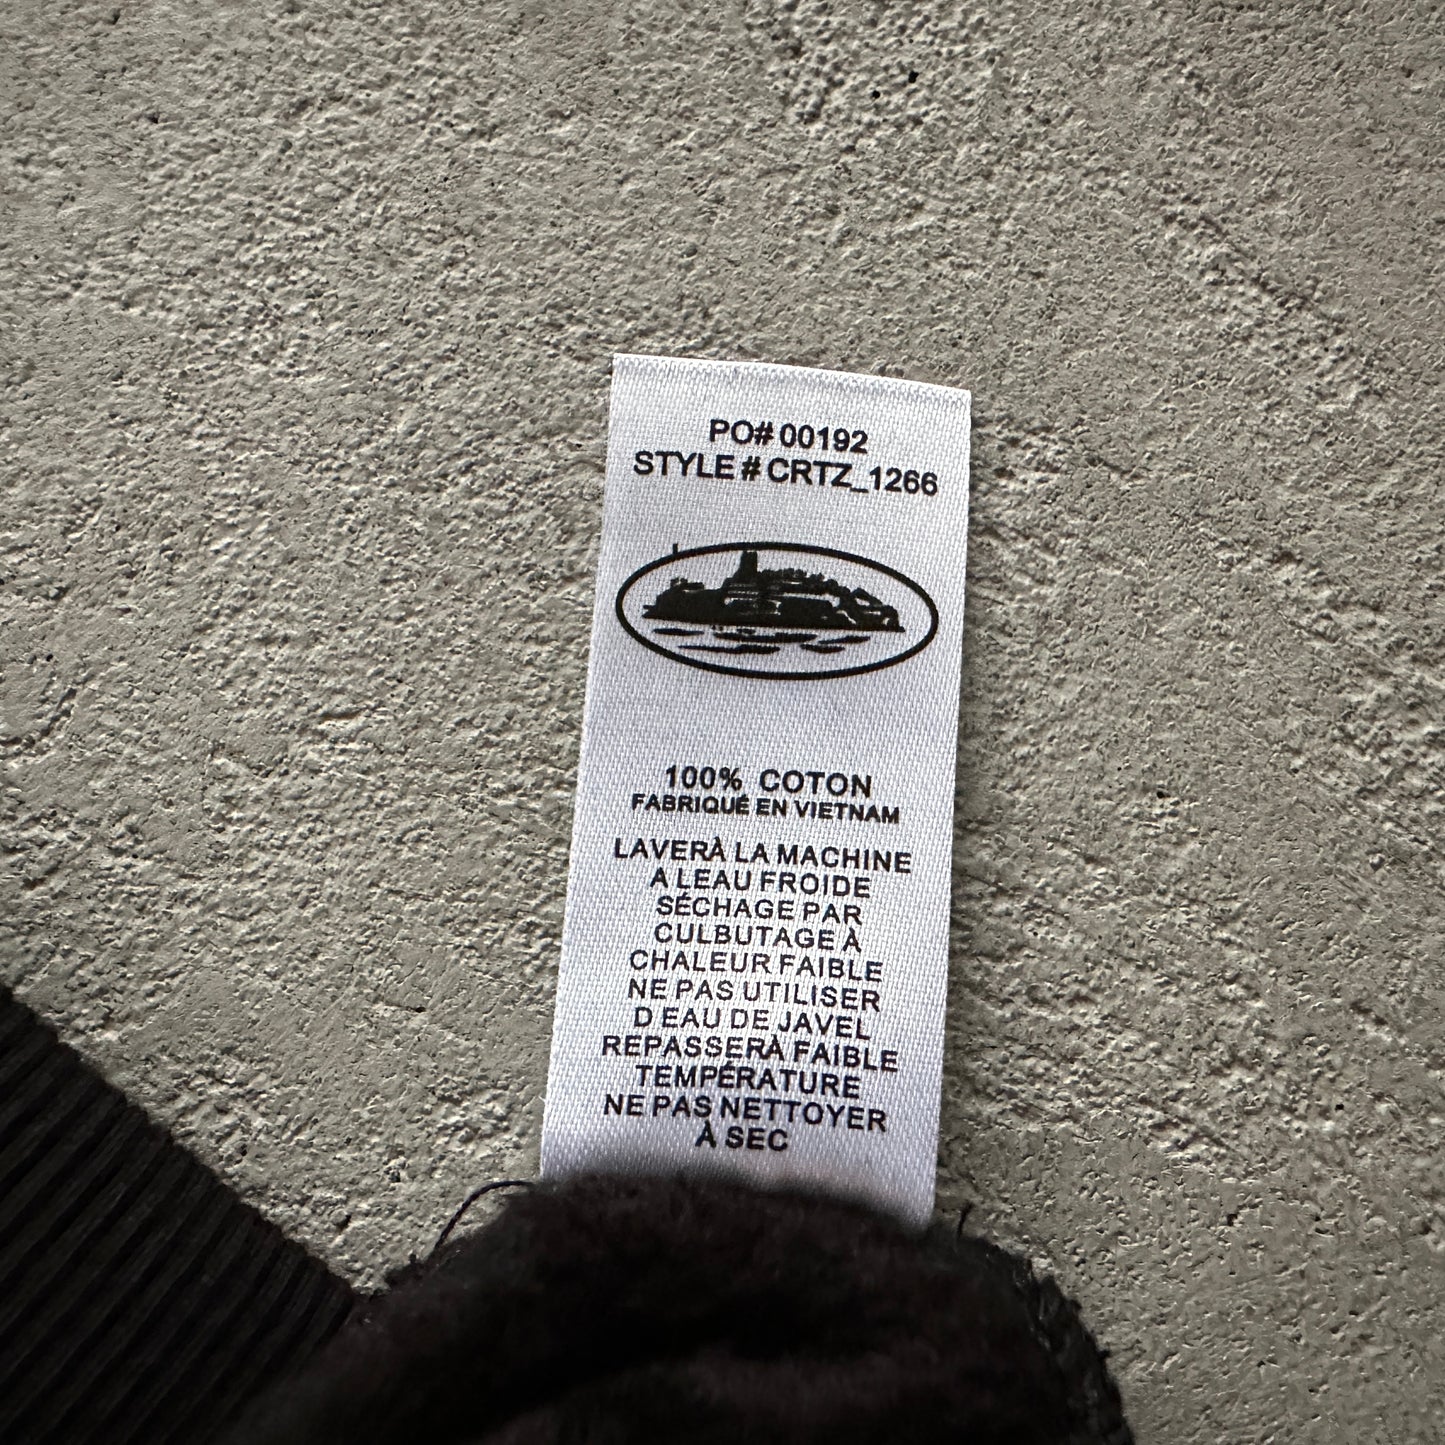 PO# 00192
STYLE # CRTZ_1266
100% COTON
FABRIQUÉ EN VIETNAM
LAVERÀ LA MACHINE
A LEAU FROIDE
SÉCHAGE PAR
CULBUTAGE À
CHALEUR FAIBLE
NE PAS UTILISER
D EAU DE JAVEL
REPASSERÀ FAIBLE
TEMPÉRATURE
NE PAS NETTOYER
À SEC